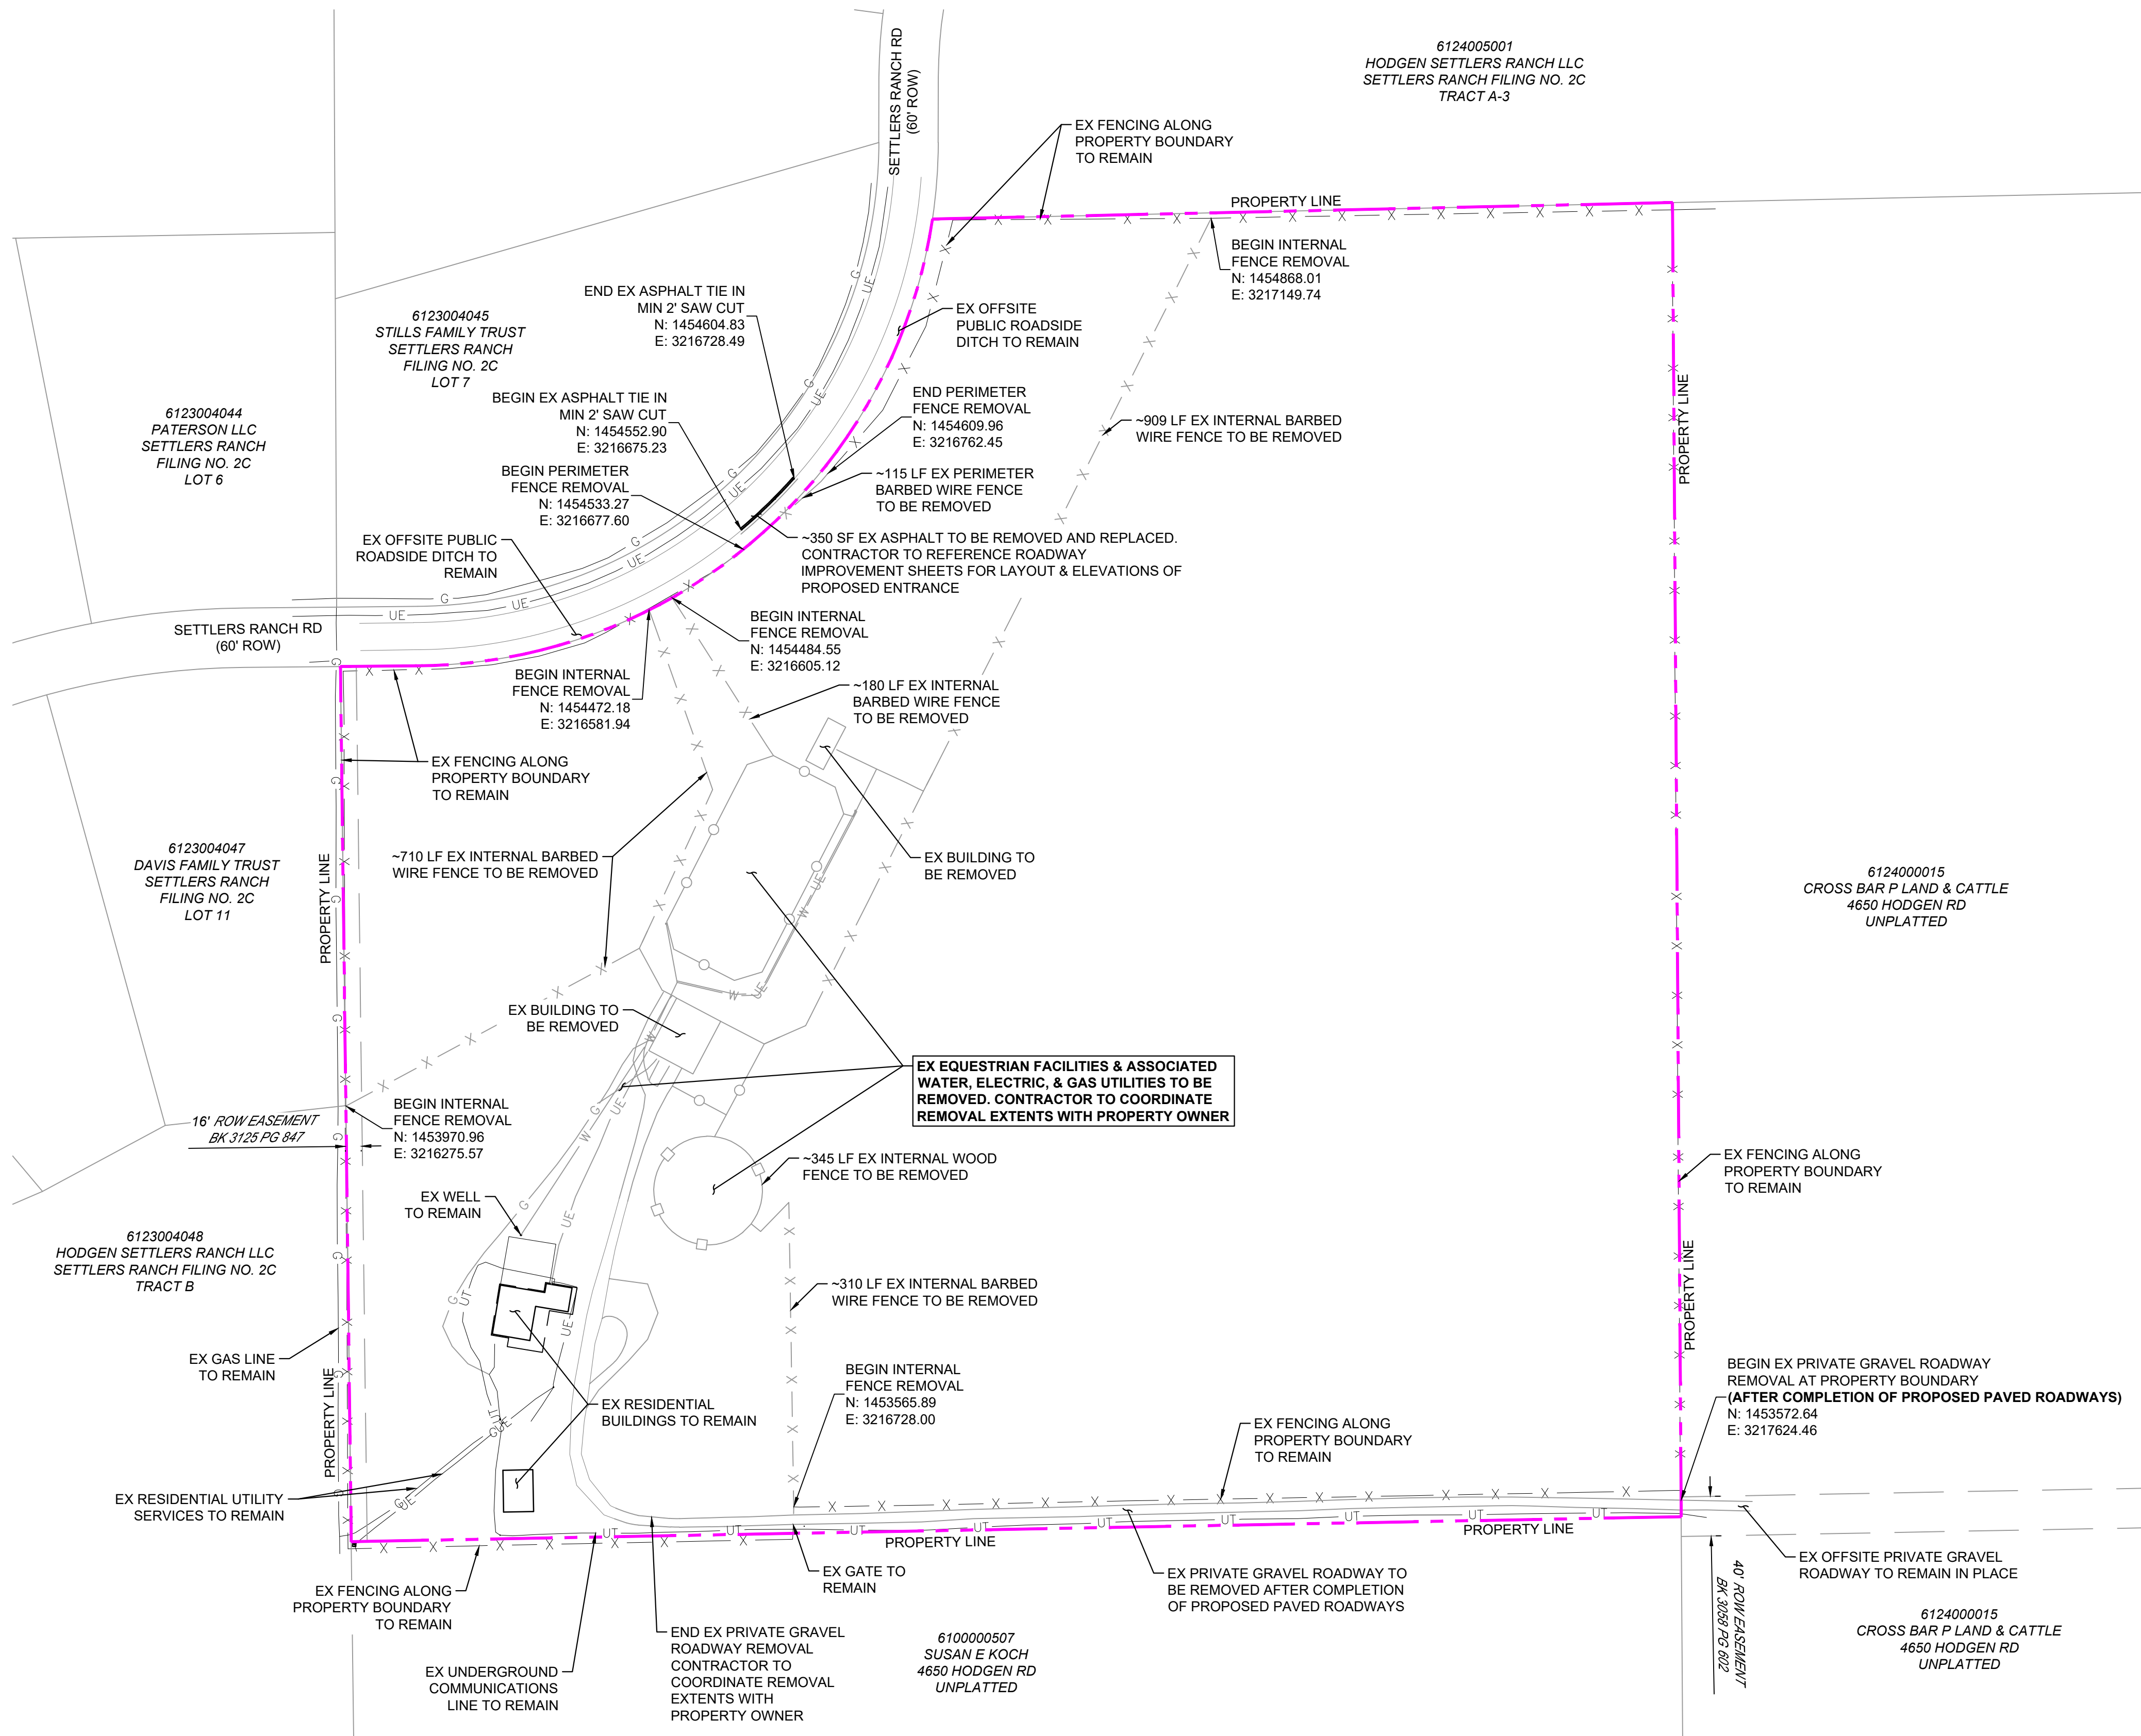 6124005001
HODGEN SETTLERS RANCH LLC
SETTLERS RANCH FILING NO. 2C
TRACT A-3
SETTLERS RANCH RD
(60' ROW)
EX FENCING ALONG
PROPERTY BOUNDARY
TO REMAIN
PROPERTY LINE
BEGIN INTERNAL
FENCE REMOVAL
N: 1454868.01
E: 3217149.74
END EX ASPHALT TIE IN
MIN 2' SAW CUT
N: 1454604.83
E: 3216728.49
EX OFFSITE
PUBLIC ROADSIDE
DITCH TO REMAIN
6123004045
STILLS FAMILY TRUST
SETTLERS RANCH
FILING NO. 2C
LOT 7
BEGIN EX ASPHALT TIE IN
MIN 2' SAW CUT
N: 1454552.90
E: 3216675.23
END PERIMETER
FENCE REMOVAL
N: 1454609.96
E: 3216762.45
~909 LF EX INTERNAL BARBED
WIRE FENCE TO BE REMOVED
PROPERTY LINE
6123004044
PATERSON LLC
SETTLERS RANCH
FILING NO. 2C
LOT 6
BEGIN PERIMETER
FENCE REMOVAL
N: 1454533.27
E: 3216677.60
~115 LF EX PERIMETER
BARBED WIRE FENCE
TO BE REMOVED
EX OFFSITE PUBLIC
ROADSIDE DITCH TO
REMAIN
~350 SF EX ASPHALT TO BE REMOVED AND REPLACED.
CONTRACTOR TO REFERENCE ROADWAY
IMPROVEMENT SHEETS FOR LAYOUT & ELEVATIONS OF
PROPOSED ENTRANCE
SETTLERS RANCH RD
(60' ROW)
BEGIN INTERNAL
FENCE REMOVAL
N: 1454484.55
E: 3216605.12
BEGIN INTERNAL
FENCE REMOVAL
N: 1454472.18
E: 3216581.94
~180 LF EX INTERNAL
BARBED WIRE FENCE
TO BE REMOVED
EX FENCING ALONG
PROPERTY BOUNDARY
TO REMAIN
6123004047
DAVIS FAMILY TRUST
SETTLERS RANCH
FILING NO. 2C
LOT 11
PROPERTY LINE
~710 LF EX INTERNAL BARBED
WIRE FENCE TO BE REMOVED
EX BUILDING TO
BE REMOVED
6124000015
CROSS BAR P LAND & CATTLE
4650 HODGEN RD
UNPLATTED
EX BUILDING TO
BE REMOVED
EX EQUESTRIAN FACILITIES & ASSOCIATED
WATER, ELECTRIC, & GAS UTILITIES TO BE
REMOVED. CONTRACTOR TO COORDINATE
REMOVAL EXTENTS WITH PROPERTY OWNER
16' ROW EASEMENT
BK 3125 PG 847
BEGIN INTERNAL
FENCE REMOVAL
N: 1453970.96
E: 3216275.57
~345 LF EX INTERNAL WOOD
FENCE TO BE REMOVED
EX FENCING ALONG
PROPERTY BOUNDARY
TO REMAIN
EX WELL
TO REMAIN
6123004048
HODGEN SETTLERS RANCH LLC
SETTLERS RANCH FILING NO. 2C
TRACT B
~310 LF EX INTERNAL BARBED
WIRE FENCE TO BE REMOVED
PROPERTY LINE
EX GAS LINE
TO REMAIN
PROPERTY LINE
BEGIN INTERNAL
FENCE REMOVAL
N: 1453565.89
E: 3216728.00
BEGIN EX PRIVATE GRAVEL ROADWAY
REMOVAL AT PROPERTY BOUNDARY
(AFTER COMPLETION OF PROPOSED PAVED ROADWAYS)
N: 1453572.64
E: 3217624.46
EX RESIDENTIAL
BUILDINGS TO REMAIN
EX FENCING ALONG
PROPERTY BOUNDARY
TO REMAIN
EX RESIDENTIAL UTILITY
SERVICES TO REMAIN
PROPERTY LINE
PROPERTY LINE
EX FENCING ALONG
PROPERTY BOUNDARY
TO REMAIN
EX GATE TO
REMAIN
EX PRIVATE GRAVEL ROADWAY TO
BE REMOVED AFTER COMPLETION
OF PROPOSED PAVED ROADWAYS
EX OFFSITE PRIVATE GRAVEL
ROADWAY TO REMAIN IN PLACE
40' ROW EASEMENT
BK 3058 PG 602
EX UNDERGROUND
COMMUNICATIONS
LINE TO REMAIN
END EX PRIVATE GRAVEL
ROADWAY REMOVAL
CONTRACTOR TO
COORDINATE REMOVAL
EXTENTS WITH
PROPERTY OWNER
6100000507
SUSAN E KOCH
4650 HODGEN RD
UNPLATTED
6124000015
CROSS BAR P LAND & CATTLE
4650 HODGEN RD
UNPLATTED